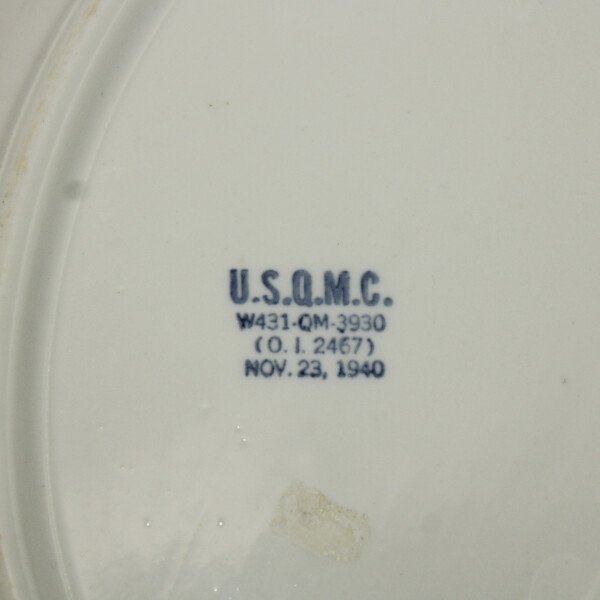 U.S.Q.M.C.
W431-QM-3930
(O. I. 2467)
NOV. 23, 1940